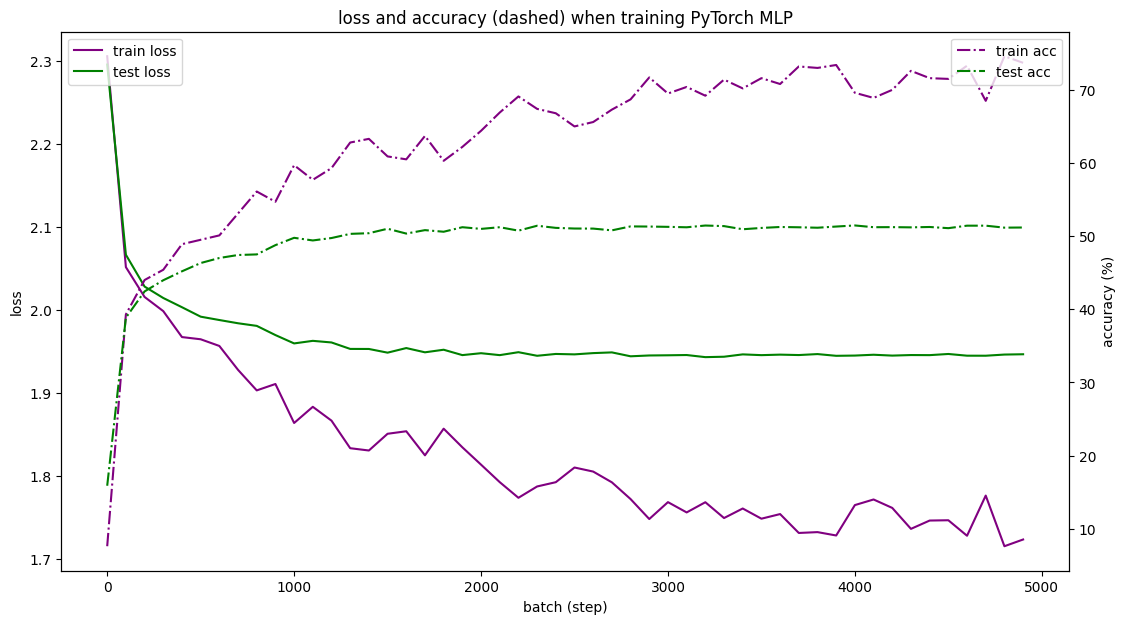 loss and accuracy (dashed) when training PyTorch MLP
train loss
test loss
train acc
test acc
2.3
2.2
2.1
2.0
1.9
1.8
1.7
loss
70
60
50
40
30
20
10
accuracy (%)
0 1000 2000 3000 4000 5000
batch (step)